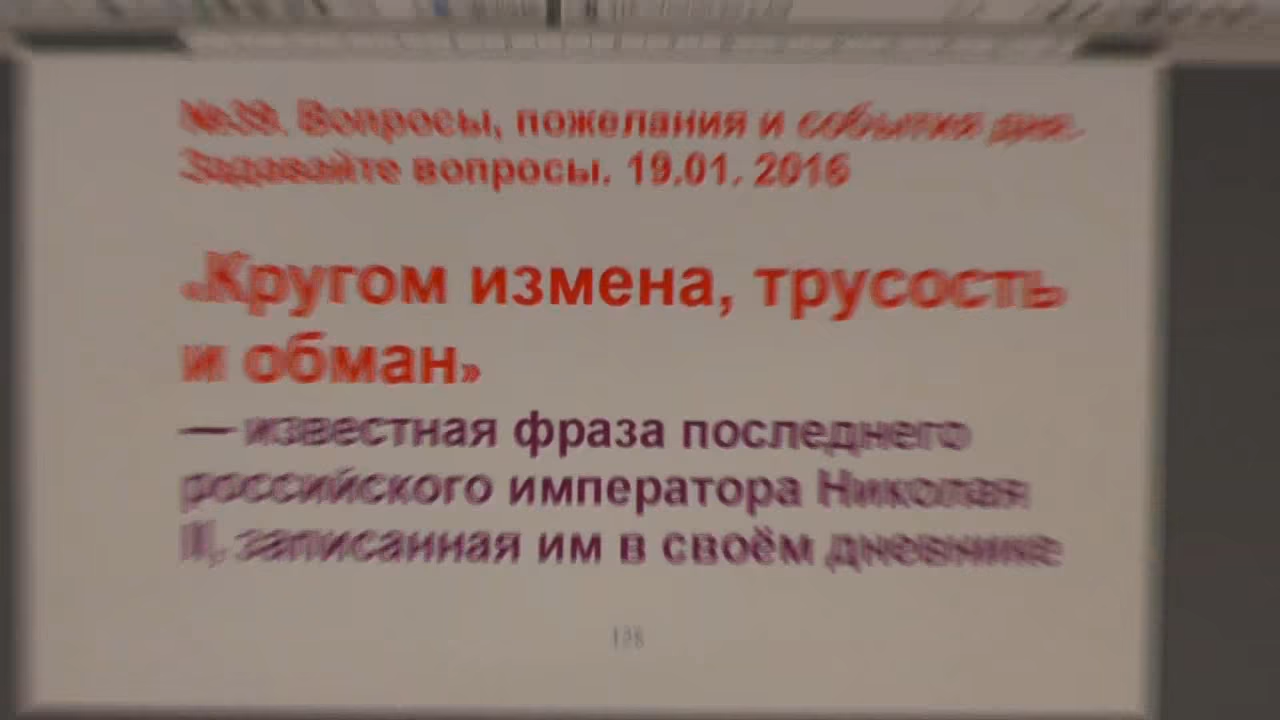 №39. Вопросы, пожелания и события дня.
Задавайте вопросы. 19.01. 2016
«Кругом измена, трусость
и обман»
— известная фраза последнего
российского императора Николая
II, записанная им в своём дневнике